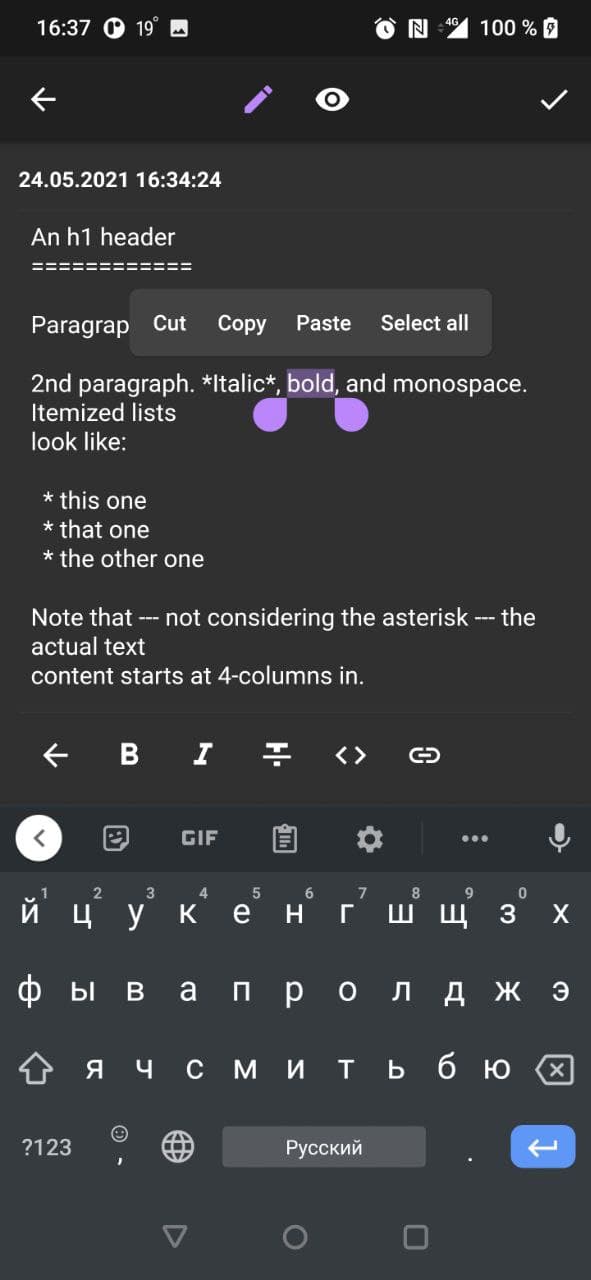 16:37 19° 4G 100 %
24.05.2021 16:34:24
An h1 header
============
Paragrap
Cut Copy Paste Select all
2nd paragraph. *Italic*, bold, and monospace.
Itemized lists
look like:
* this one
* that one
* the other one
Note that --- not considering the asterisk --- the
actual text
content starts at 4-columns in.
B I T <>
GIF
1 2 3 4 5 6 7 8 9 0
й ц у к е н г ш щ з х
ф ы в а п р о л д ж э
я ч с м и т ь б ю
?123 , Русский .